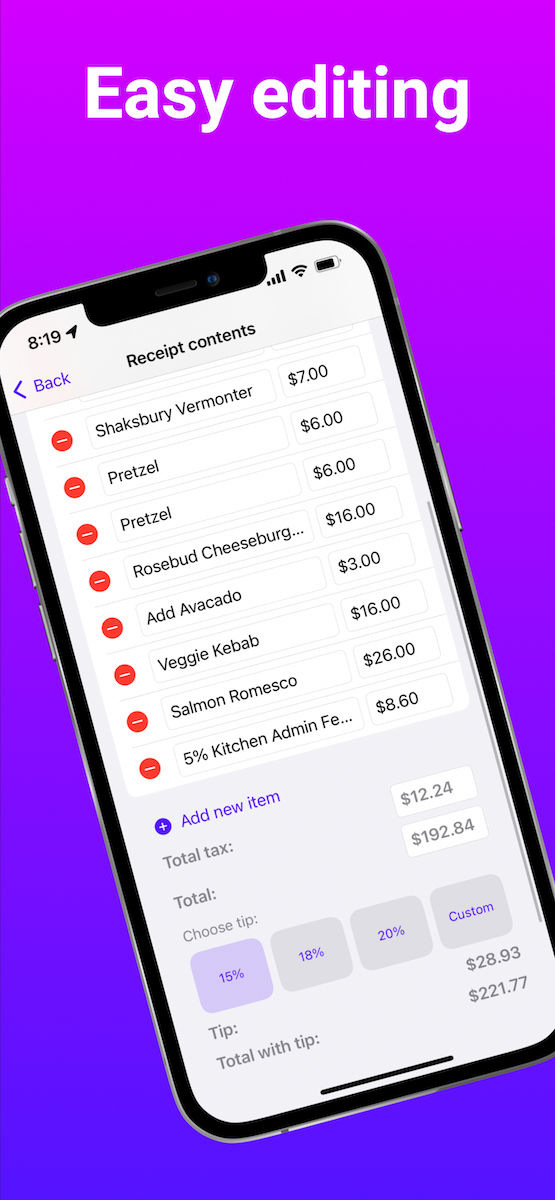 Easy editing
8:19
Back
Receipt contents
Shaksbury Vermonter $7.00
Pretzel $6.00
Pretzel $6.00
Rosebud Cheeseburg... $16.00
Add Avacado $3.00
Veggie Kebab $16.00
Salmon Romesco $26.00
5% Kitchen Admin Fe... $8.60
Add new item
Total tax: $12.24
Total: $192.84
Choose tip:
15% 18% 20% Custom
Tip: $28.93
Total with tip: $221.77